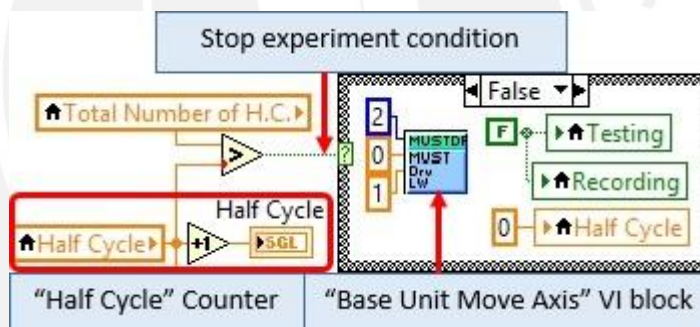 Stop experiment condition
False
Total Number of H.C.
2
MUSTDR
F
Testing
>
?
0
MUST
Drv
LW
1
Recording
Half Cycle
Half Cycle
+1
SGL
0
Half Cycle
“Half Cycle” Counter
“Base Unit Move Axis” VI block